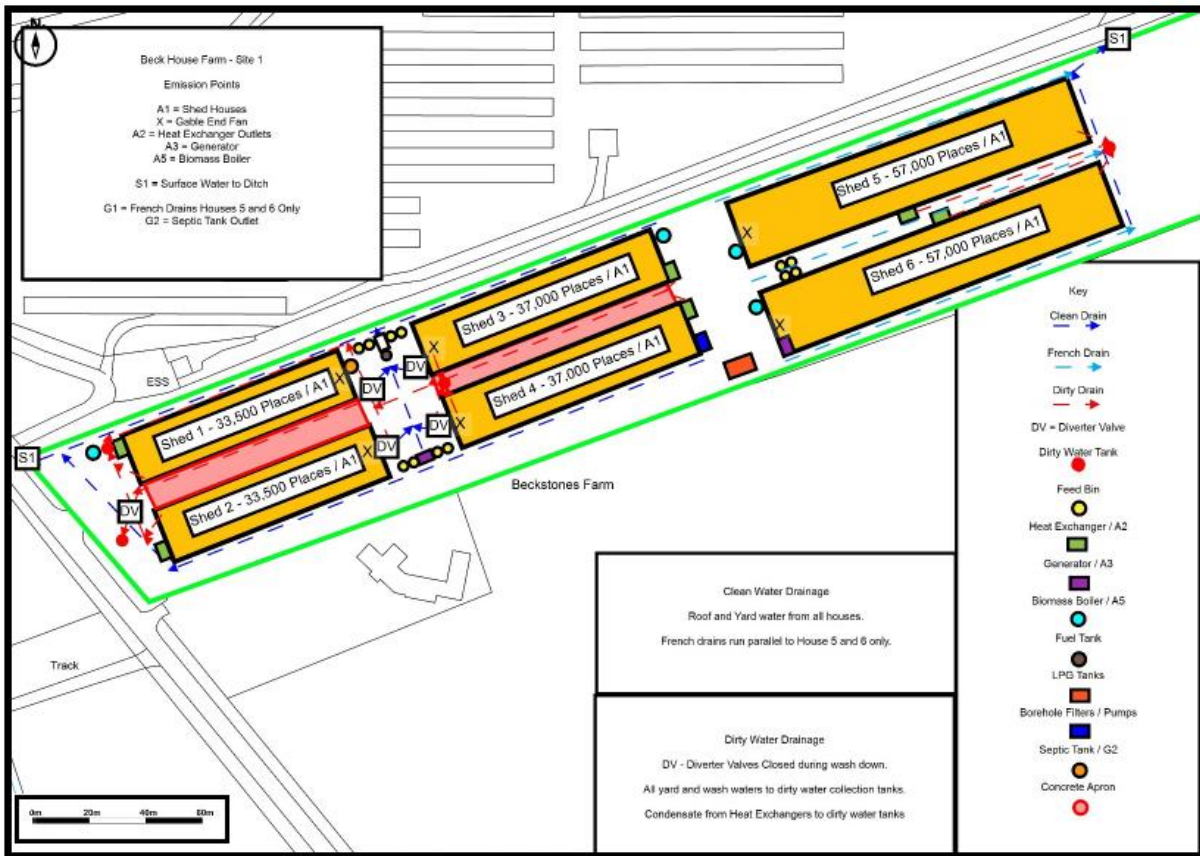 N
Beck House Farm - Site 1
Emission Points
A1 = Shed Houses
X = Gable End Fan
A2 = Heat Exchanger Outlets
A3 = Generator
A5 = Biomass Boiler
S1 = Surface Water to Ditch
G1 = French Drains Houses 5 and 6 Only
G2 = Septic Tank Outlet
S1
Shed 5 - 57,000 Places / A1
X
Shed 6 - 57,000 Places / A1
X
Shed 3 - 37,000 Places / A1
X
Shed 4 - 37,000 Places / A1
X
ESS
DV
DV
DV
Shed 1 - 33,500 Places / A1
X
Shed 2 - 33,500 Places / A1
X
DV
S1
Beckstones Farm
Track
Key
Clean Drain
French Drain
Dirty Drain
DV = Diverter Valve
Dirty Water Tank
Feed Bin
Heat Exchanger / A2
Generator / A3
Biomass Boiler / A5
Fuel Tank
LPG Tanks
Borehole Filters / Pumps
Septic Tank / G2
Concrete Apron
Clean Water Drainage
Roof and Yard water from all houses.
French drains run parallel to House 5 and 6 only.
Dirty Water Drainage
DV - Diverter Valves Closed during wash down.
All yard and wash waters to dirty water collection tanks.
Condensate from Heat Exchangers to dirty water tanks
0m 20m 40m 60m
DV